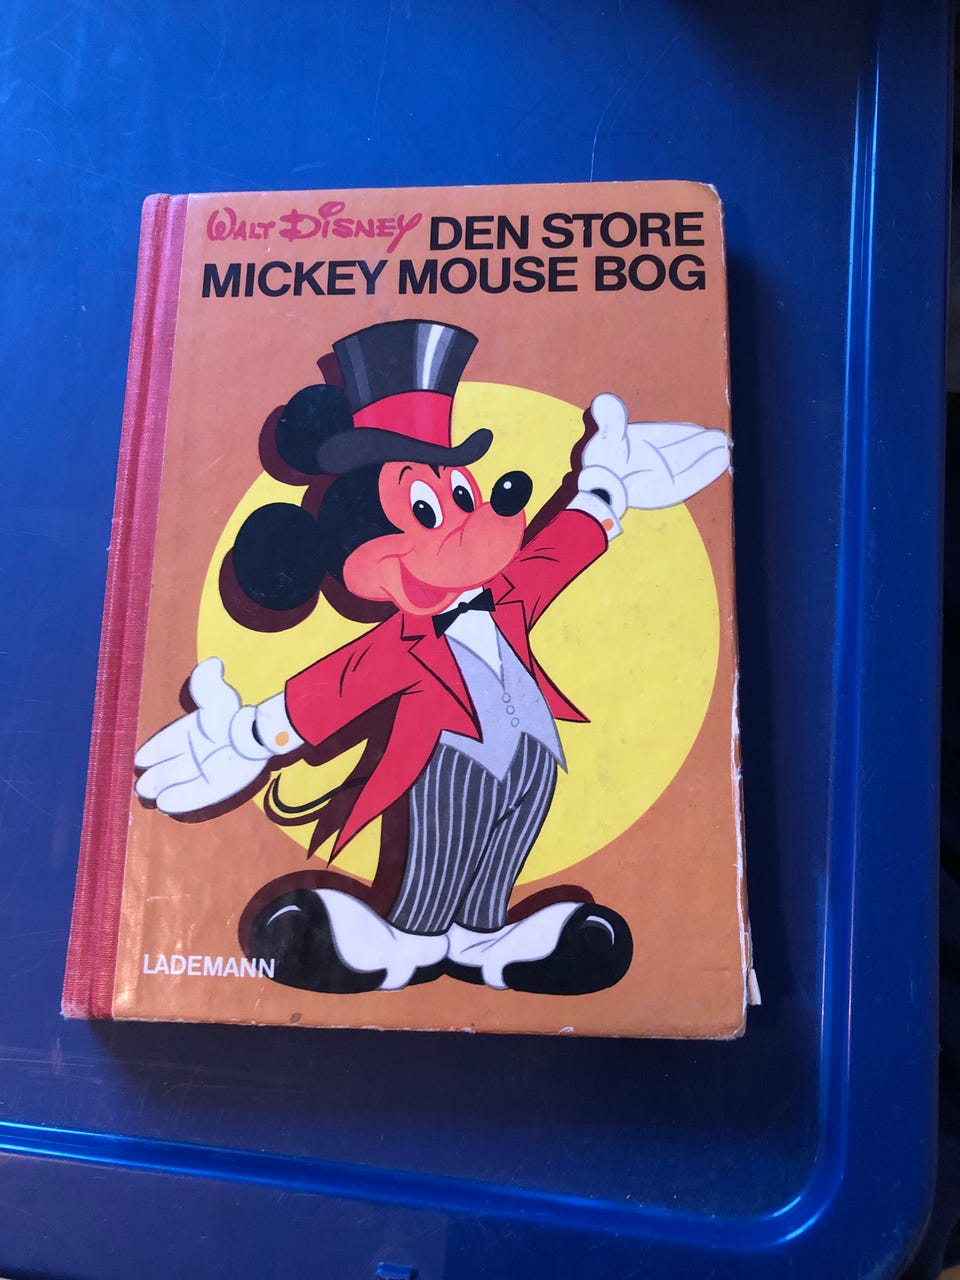 WALT DISNEY DEN STORE
MICKEY MOUSE BOG
LADEMANN